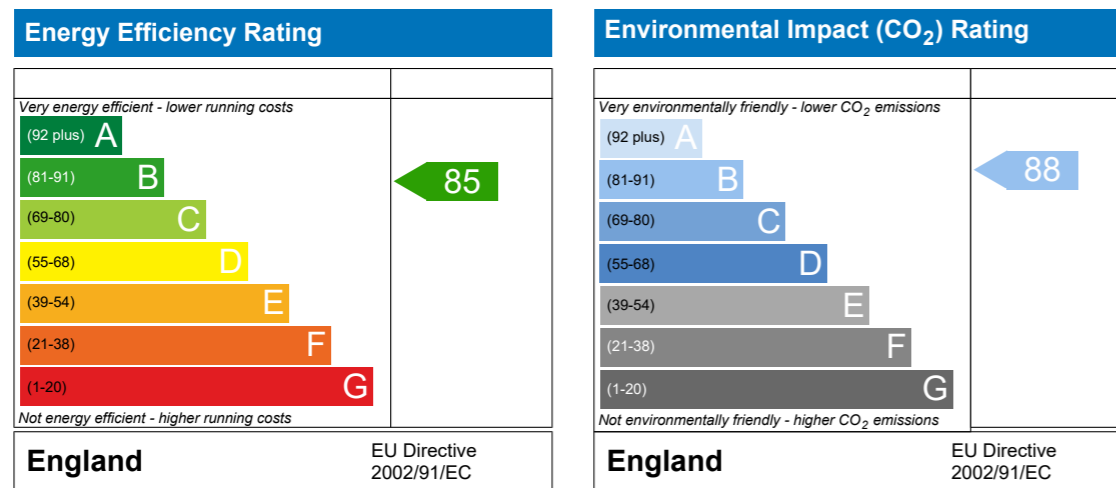 Energy Efficiency Rating
Very energy efficient - lower running costs
(92 plus) A
(81-91) B
85
(69-80) C
(55-68) D
(39-54) E
(21-38) F
(1-20) G
Not energy efficient - higher running costs
England
EU Directive
2002/91/EC
Environmental Impact (CO2) Rating
Very environmentally friendly - lower CO2 emissions
(92 plus) A
(81-91) B
88
(69-80) C
(55-68) D
(39-54) E
(21-38) F
(1-20) G
Not environmentally friendly - higher CO2 emissions
England
EU Directive
2002/91/EC